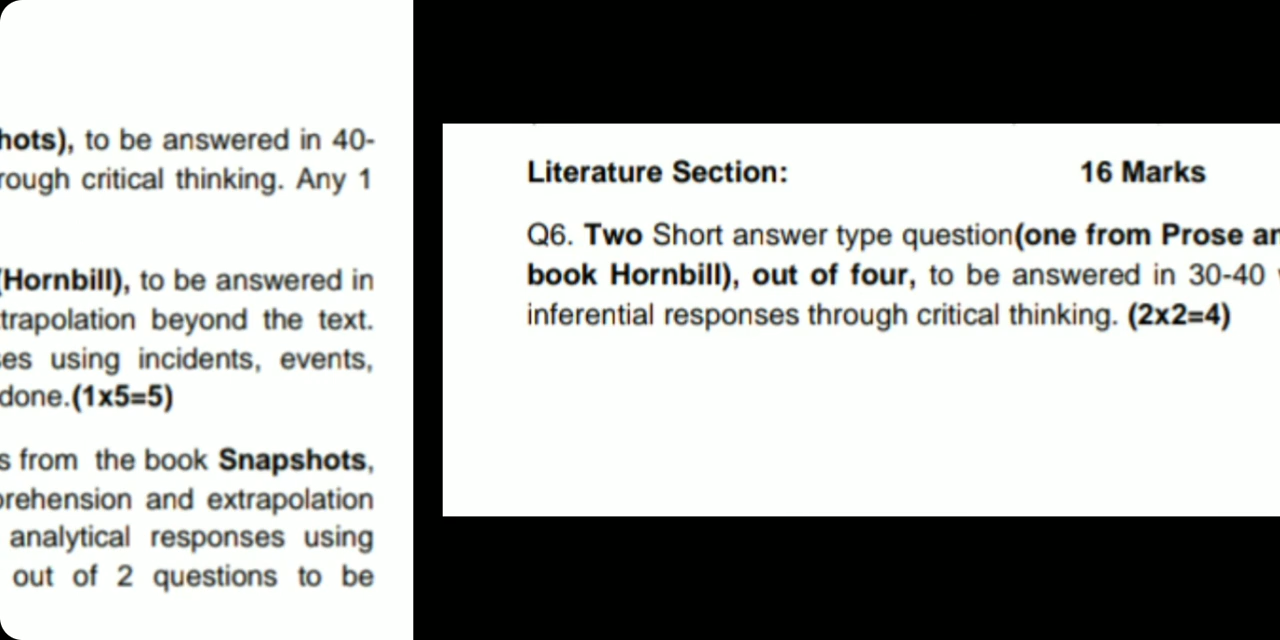 hots), to be answered in 40-
rough critical thinking. Any 1
(Hornbill), to be answered in
trapolation beyond the text.
es using incidents, events,
done.(1x5=5)
s from the book Snapshots,
rehension and extrapolation
analytical responses using
out of 2 questions to be
Literature Section: 16 Marks
Q6. Two Short answer type question(one from Prose an
book Hornbill), out of four, to be answered in 30-40
inferential responses through critical thinking. (2x2=4)